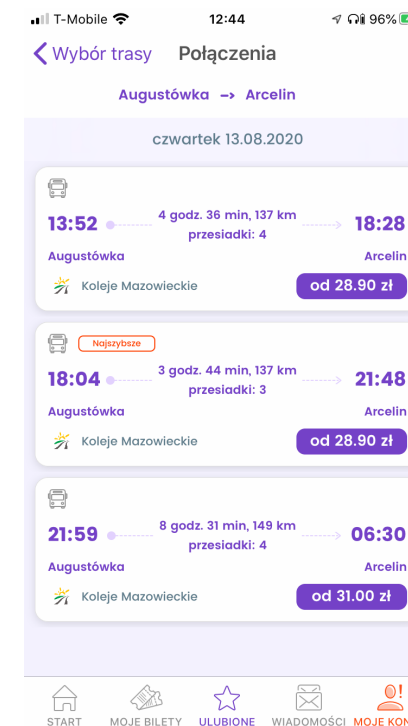 T-Mobile 12:44 96%
Wybór trasy Połączenia
Augustówka -> Arcelin
czwartek 13.08.2020
13:52 4 godz. 36 min, 137 km 18:28
przesiadki: 4
Augustówka Arcelin
Koleje Mazowieckie od 28.90 zł
Najszybsze
18:04 3 godz. 44 min, 137 km 21:48
przesiadki: 3
Augustówka Arcelin
Koleje Mazowieckie od 28.90 zł
21:59 8 godz. 31 min, 149 km 06:30
przesiadki: 4
Augustówka Arcelin
Koleje Mazowieckie od 31.00 zł
START MOJE BILETY ULUBIONE WIADOMOŚCI MOJE KON